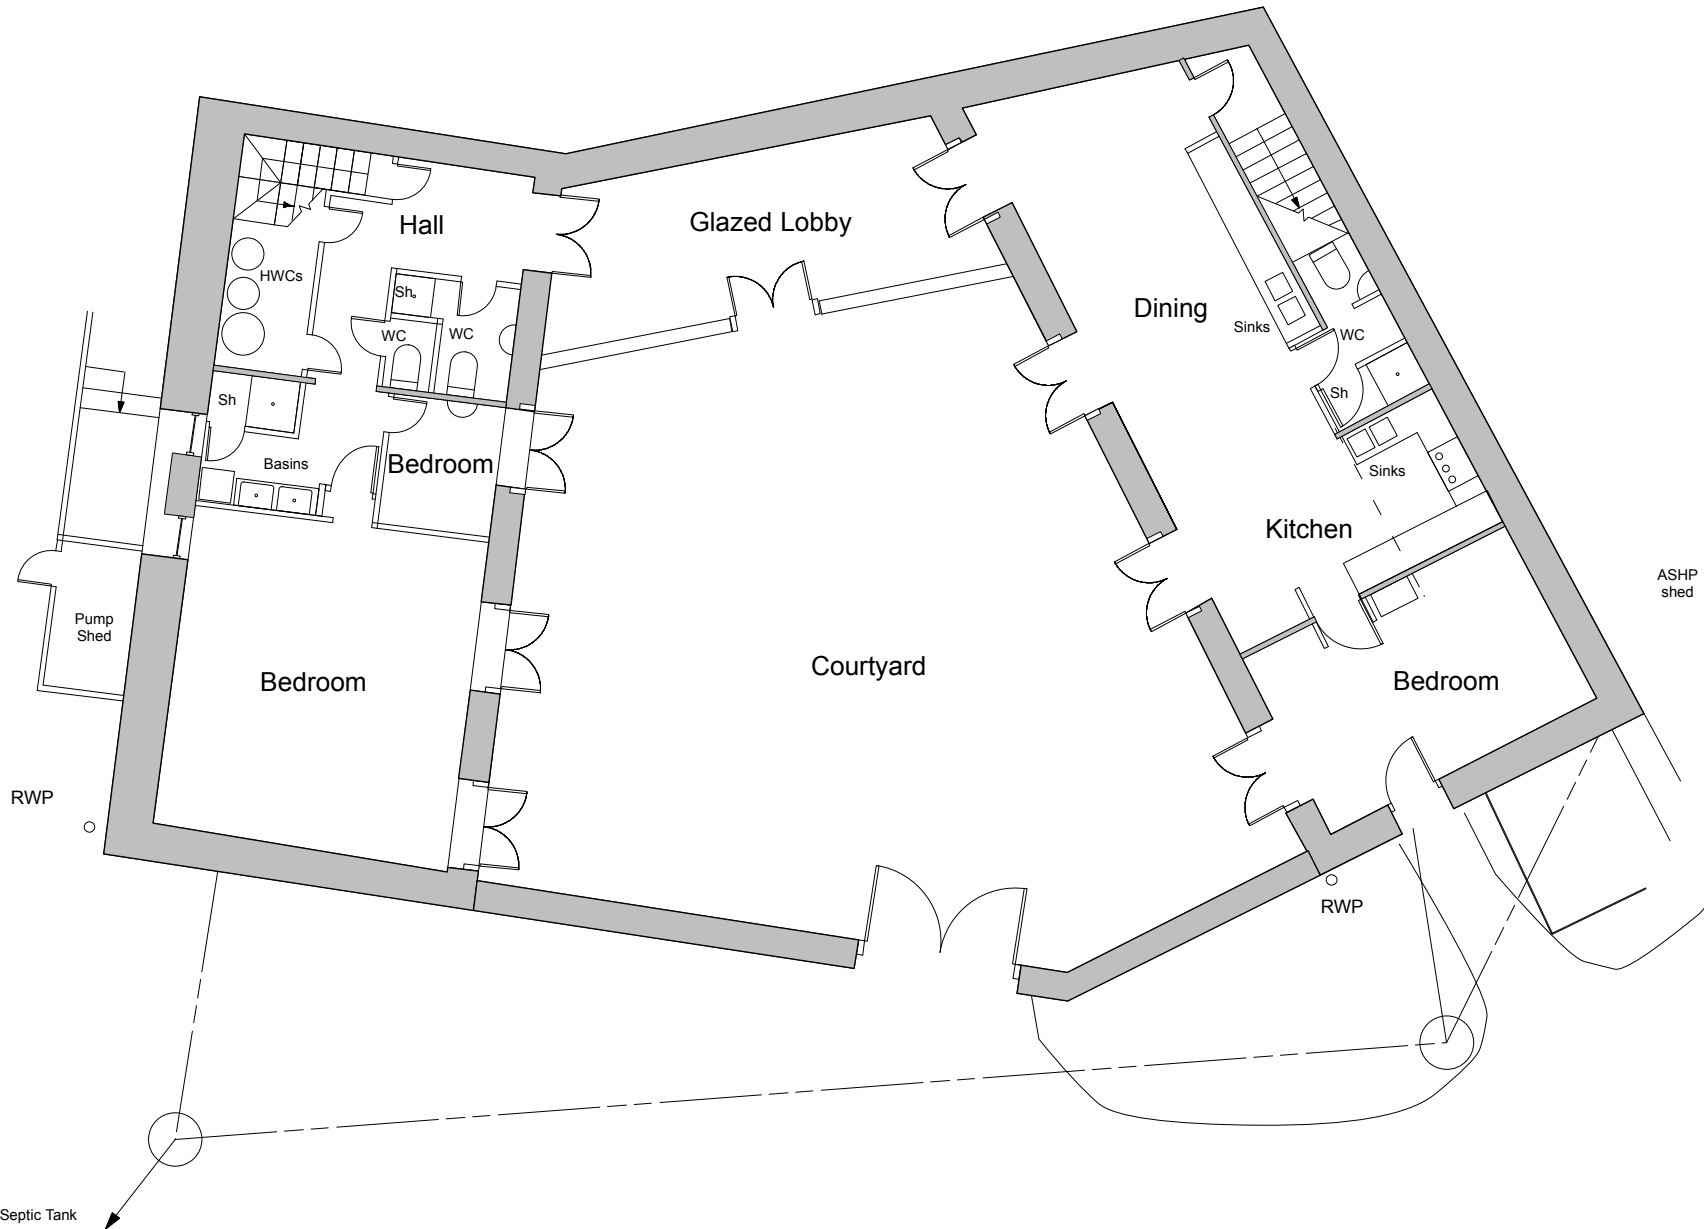 Hall
Glazed Lobby
HWCs
Sh
Dining
Sinks
WC
WC
WC
Sh
Sh
Basins
Bedroom
Sinks
Kitchen
ASHP
shed
Pump
Shed
Courtyard
Bedroom
Bedroom
RWP
RWP
Septic Tank